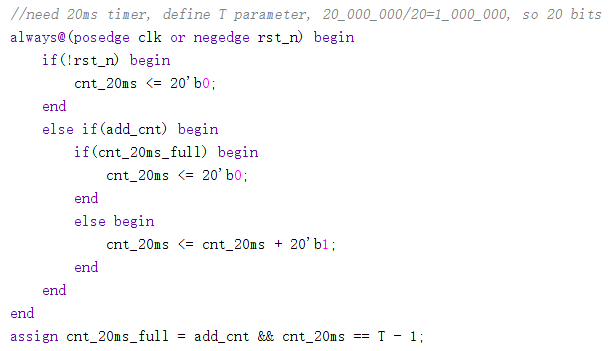 //need 20ms timer, define T parameter, 20_000_000/20=1_000_000, so 20 bits
always@(posedge clk or negedge rst_n) begin
    if(!rst_n) begin
        cnt_20ms <= 20'b0;
    end
    else if(add_cnt) begin
        if(cnt_20ms_full) begin
            cnt_20ms <= 20'b0;
        end
        else begin
            cnt_20ms <= cnt_20ms + 20'b1;
        end
    end
end
assign cnt_20ms_full = add_cnt && cnt_20ms == T - 1;